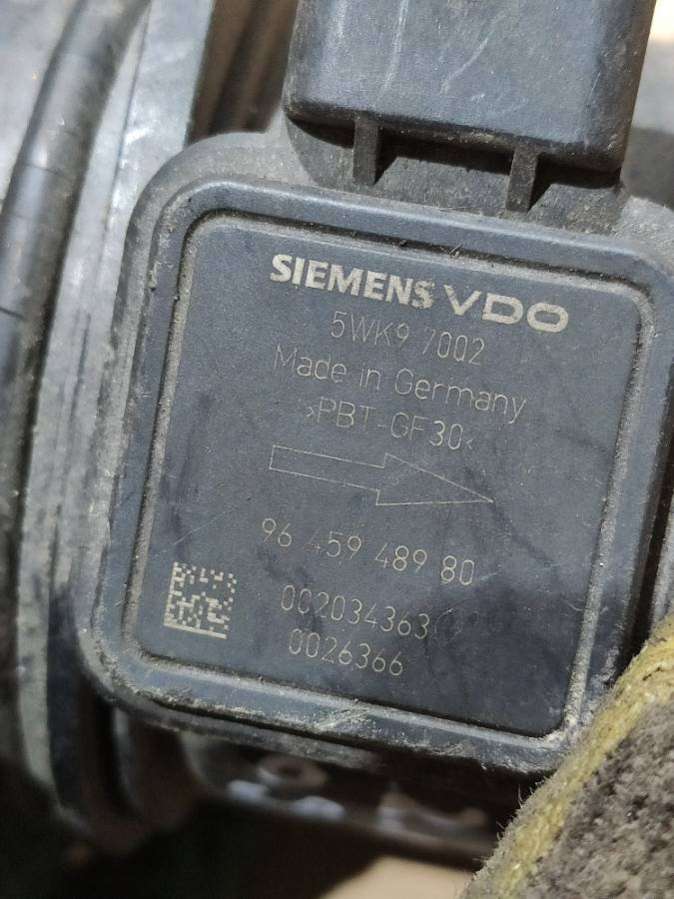 SIEMENS VDO
5WK9 7002
Made in Germany
>PBT-GF30<
96 459 489 80
002034363
0026366